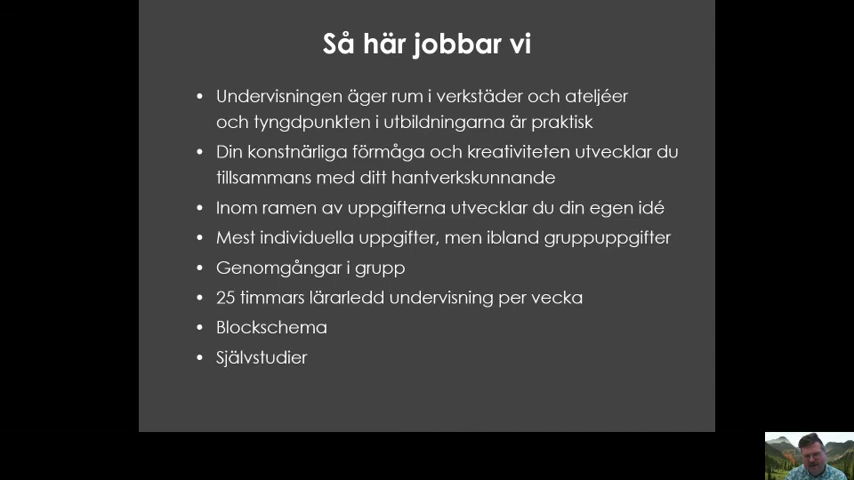 Så här jobbar vi
• Undervisningen äger rum i verkstäder och ateljéer
och tyngdpunkten i utbildningarna är praktisk
• Din konstnärliga förmåga och kreativiteten utvecklar du
tillsammans med ditt hantverkskunnande
• Inom ramen av uppgifterna utvecklar du din egen idé
• Mest individuella uppgifter, men ibland gruppuppgifter
• Genomgångar i grupp
• 25 timmars lärarledd undervisning per vecka
• Blockschema
• Självstudier